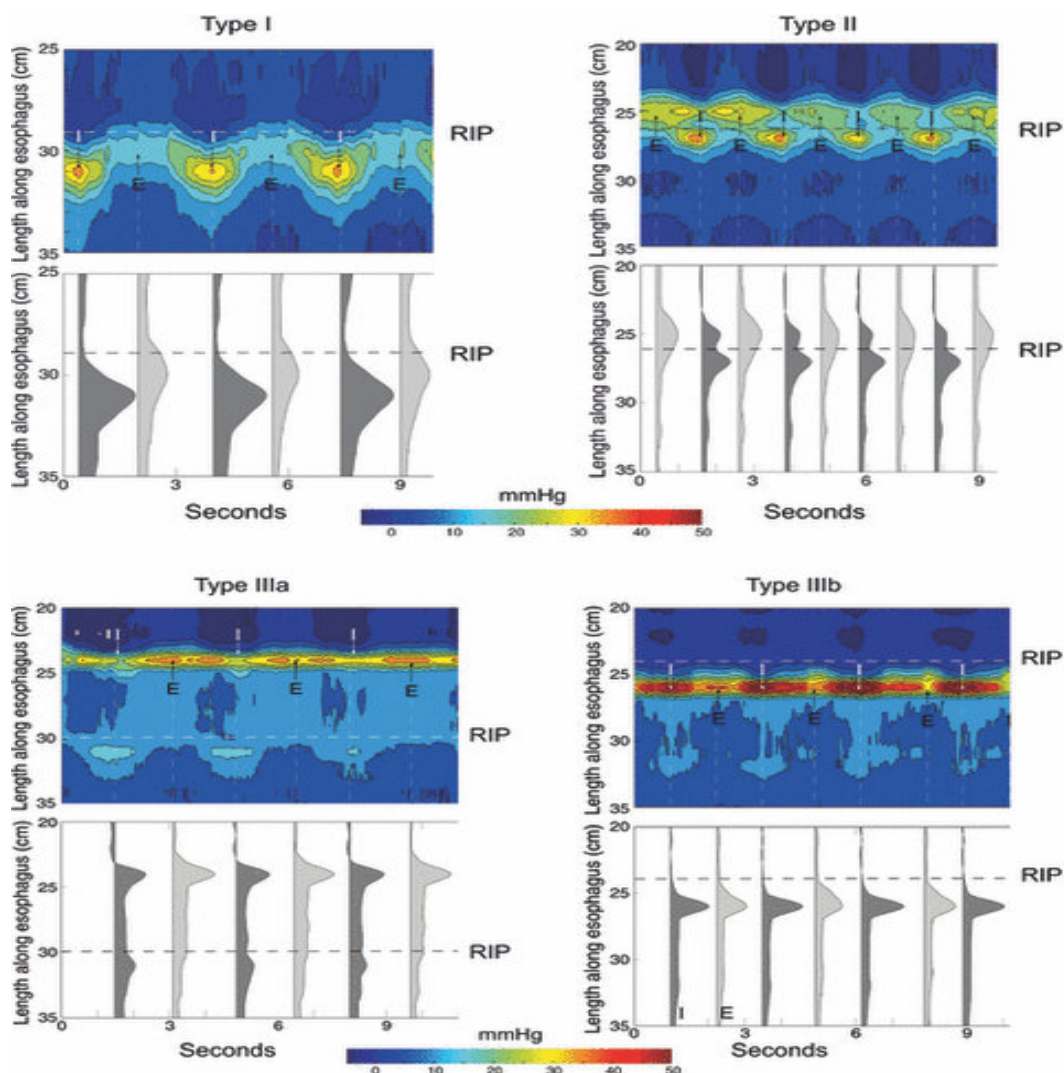 Type I
Length along esophagus (cm)
25
30
35
RIP
I
E
E
E
Length along esophagus (cm)
25
30
35
RIP
0
3
6
9
Seconds
Type II
Length along esophagus (cm)
20
25
30
35
RIP
E
E
E
E
E
Length along esophagus (cm)
20
25
30
35
RIP
0
3
6
9
Seconds
mmHg
0
10
20
30
40
50
Type IIIa
Length along esophagus (cm)
20
25
30
35
RIP
I
I
I
E
E
E
Length along esophagus (cm)
20
25
30
35
RIP
0
3
6
9
Seconds
Type IIIb
Length along esophagus (cm)
20
25
30
35
RIP
I
I
I
I
E
E
E
E
Length along esophagus (cm)
20
25
30
35
RIP
I
E
0
3
6
9
Seconds
mmHg
0
10
20
30
40
50